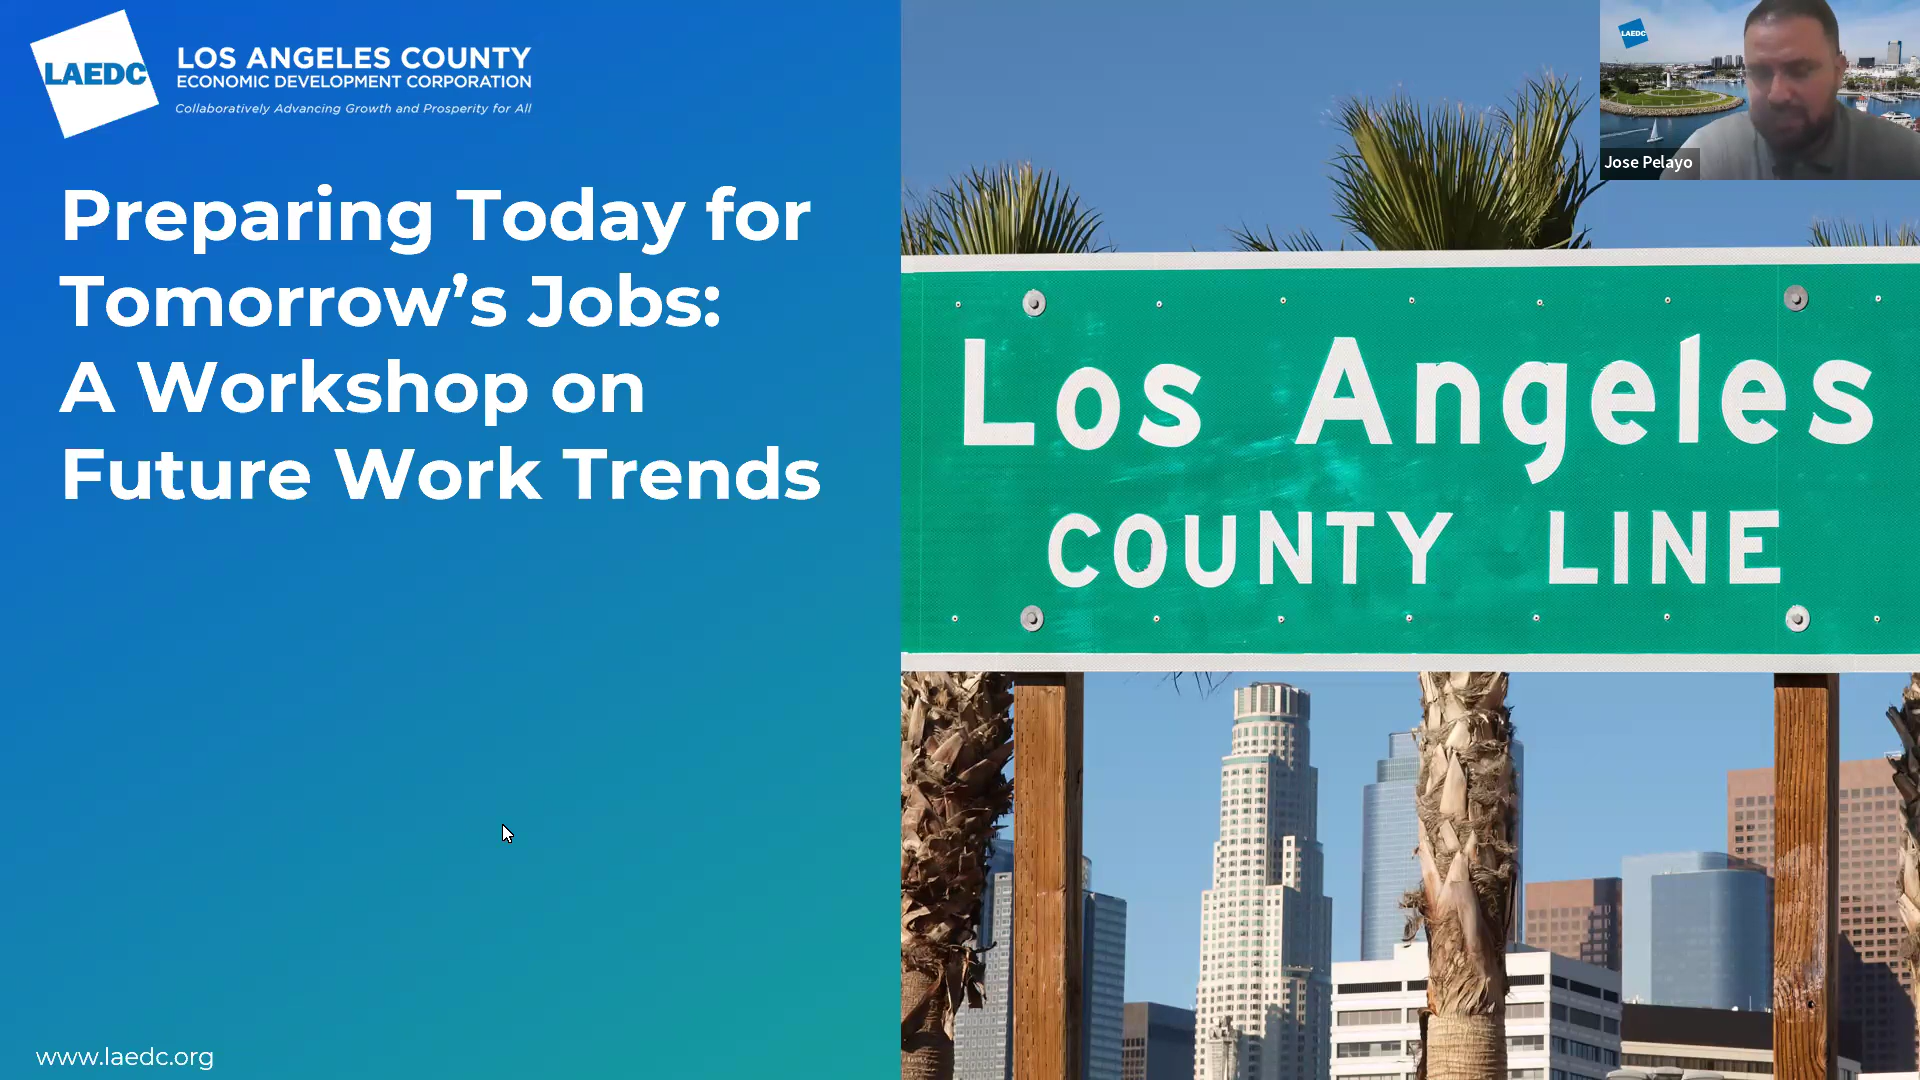 LAEDC
LOS ANGELES COUNTY
ECONOMIC DEVELOPMENT CORPORATION
Collaboratively Advancing Growth and Prosperity for All
Preparing Today for
Tomorrow’s Jobs:
A Workshop on
Future Work Trends
www.laedc.org
LAEDC
Jose Pelayo
Los Angeles
COUNTY LINE